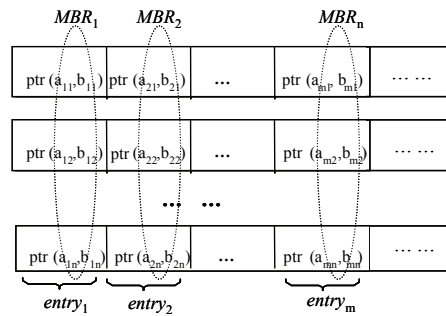 MBR₁ MBR₂ MBRₙ
ptr (a₁₁,b₁₁) ptr (a₂₁,b₂₁) ... ptr (aₘ₁, bₘ₁) ... ...
ptr (a₁₂,b₁₂) ptr (a₂₂,b₂₂) ... ptr (aₘ₂,bₘ₂) ... ...
... ...
ptr (a₁ₙ,b₁ₙ) ptr (a₂ₙ,b₂ₙ) ... ptr (aₘₙ,bₘₙ) ... ...
entry₁ entry₂ entryₘ